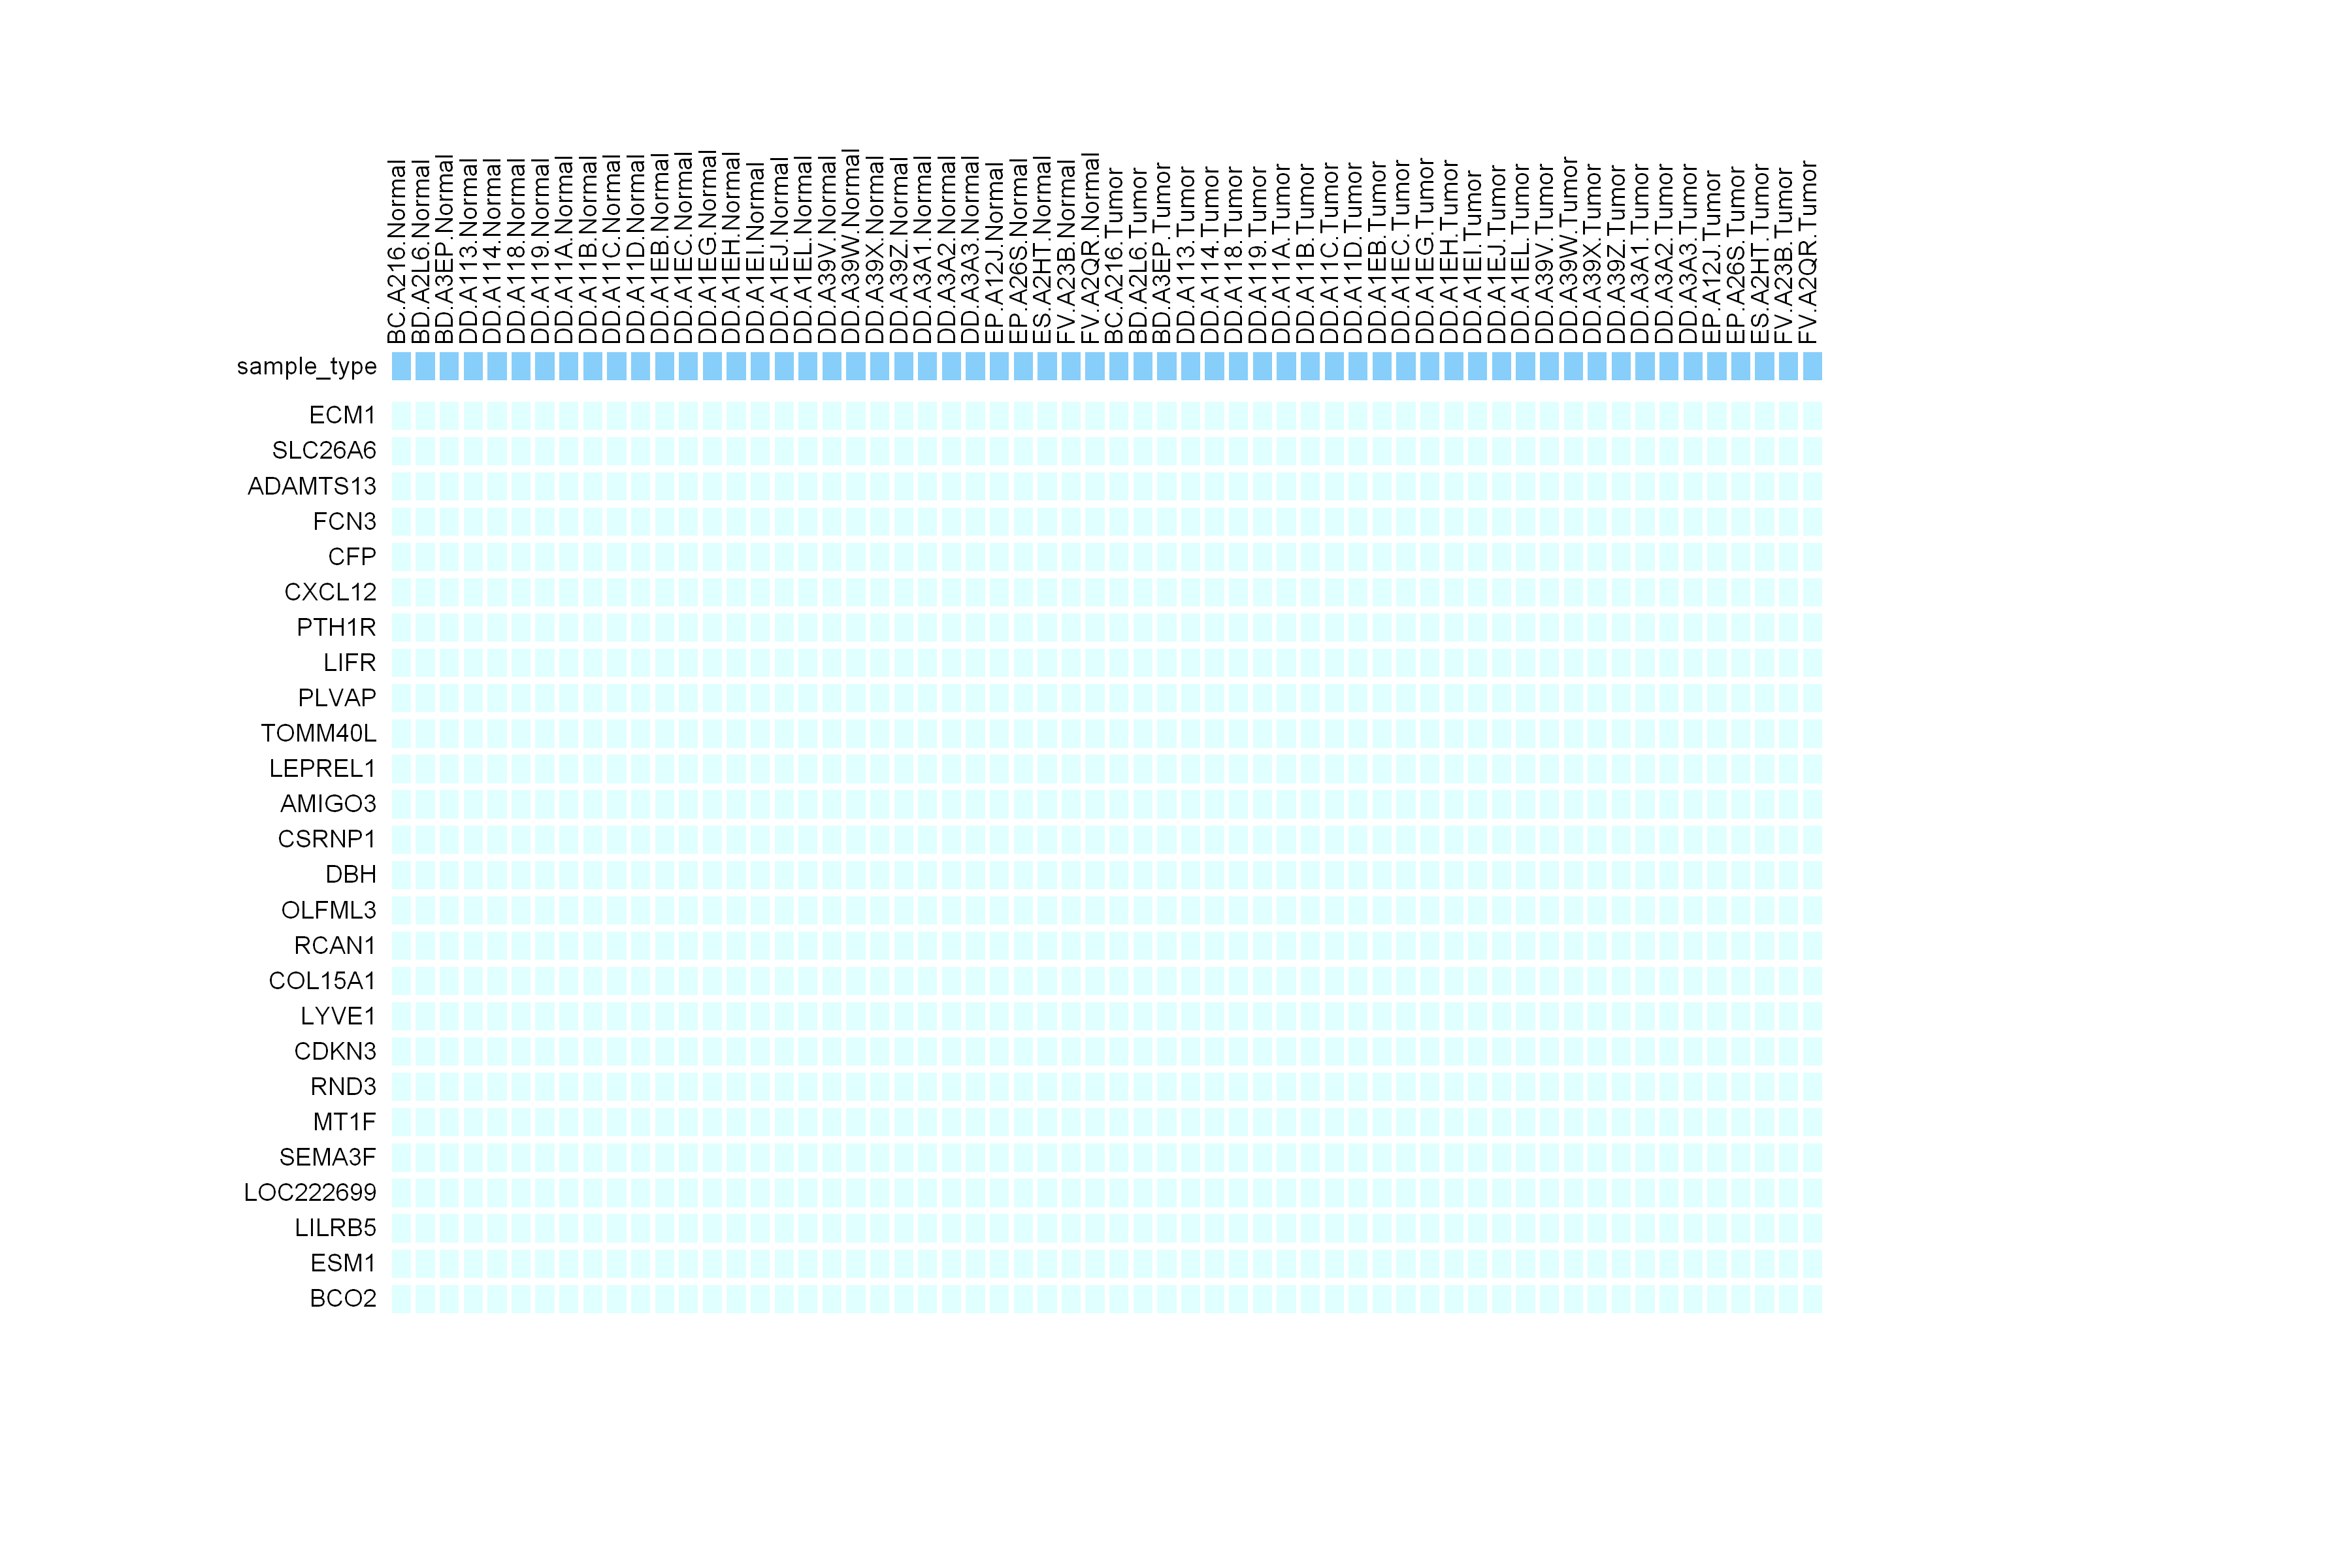 BC.A216.Normal
BD.A2L6.Normal
BD.A3EP.Normal
DD.A113.Normal
DD.A114.Normal
DD.A118.Normal
DD.A119.Normal
DD.A11A.Normal
DD.A11B.Normal
DD.A11C.Normal
DD.A11D.Normal
DD.A1EB.Normal
DD.A1EC.Normal
DD.A1EG.Normal
DD.A1EH.Normal
DD.A1EI.Normal
DD.A1EJ.Normal
DD.A1EL.Normal
DD.A39V.Normal
DD.A39W.Normal
DD.A39X.Normal
DD.A39Z.Normal
DD.A3A1.Normal
DD.A3A2.Normal
DD.A3A3.Normal
EP.A12J.Normal
EP.A26S.Normal
ES.A2HT.Normal
FV.A23B.Normal
FV.A2QR.Normal
BC.A216.Tumor
BD.A2L6.Tumor
BD.A3EP.Tumor
DD.A113.Tumor
DD.A114.Tumor
DD.A118.Tumor
DD.A119.Tumor
DD.A11A.Tumor
DD.A11B.Tumor
DD.A11C.Tumor
DD.A11D.Tumor
DD.A1EB.Tumor
DD.A1EC.Tumor
DD.A1EG.Tumor
DD.A1EH.Tumor
DD.A1EI.Tumor
DD.A1EJ.Tumor
DD.A1EL.Tumor
DD.A39V.Tumor
DD.A39W.Tumor
DD.A39X.Tumor
DD.A39Z.Tumor
DD.A3A1.Tumor
DD.A3A2.Tumor
DD.A3A3.Tumor
EP.A12J.Tumor
EP.A26S.Tumor
ES.A2HT.Tumor
FV.A23B.Tumor
FV.A2QR.Tumor
sample_type
ECM1
SLC26A6
ADAMTS13
FCN3
CFP
CXCL12
PTH1R
LIFR
PLVAP
TOMM40L
LEPREL1
AMIGO3
CSRNP1
DBH
OLFML3
RCAN1
COL15A1
LYVE1
CDKN3
RND3
MT1F
SEMA3F
LOC222699
LILRB5
ESM1
BCO2